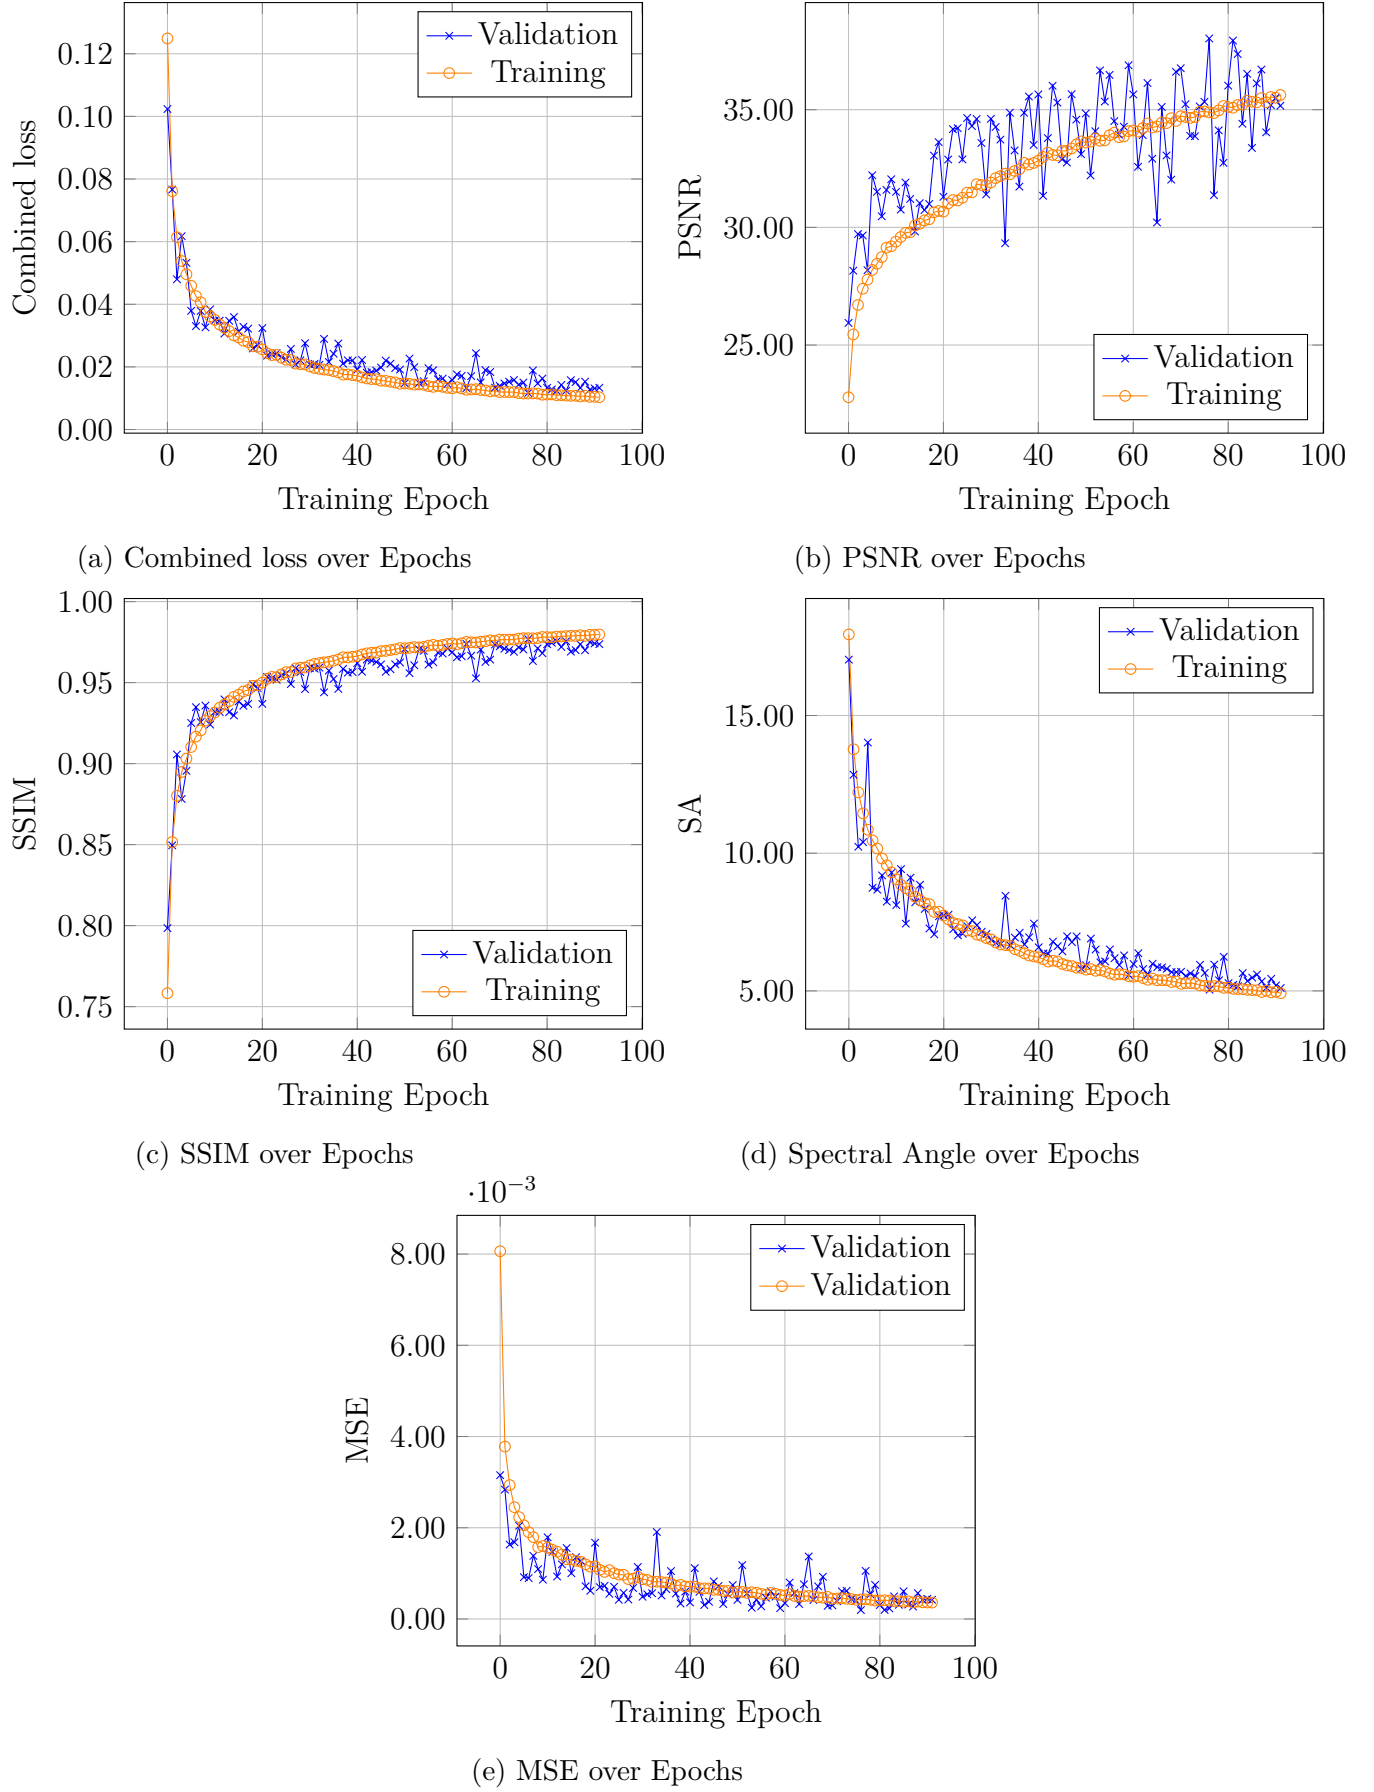 0.12
0.10
0.08
0.06
0.04
0.02
0.00
Combined loss
Validation
Training
0 20 40 60 80 100
Training Epoch
(a) Combined loss over Epochs
35.00
30.00
25.00
PSNR
Validation
Training
0 20 40 60 80 100
Training Epoch
(b) PSNR over Epochs
1.00
0.95
0.90
0.85
0.80
0.75
SSIM
Validation
Training
0 20 40 60 80 100
Training Epoch
(c) SSIM over Epochs
15.00
10.00
5.00
SA
Validation
Training
0 20 40 60 80 100
Training Epoch
(d) Spectral Angle over Epochs
·10⁻³
8.00
6.00
4.00
2.00
0.00
MSE
Validation
Validation
0 20 40 60 80 100
Training Epoch
(e) MSE over Epochs